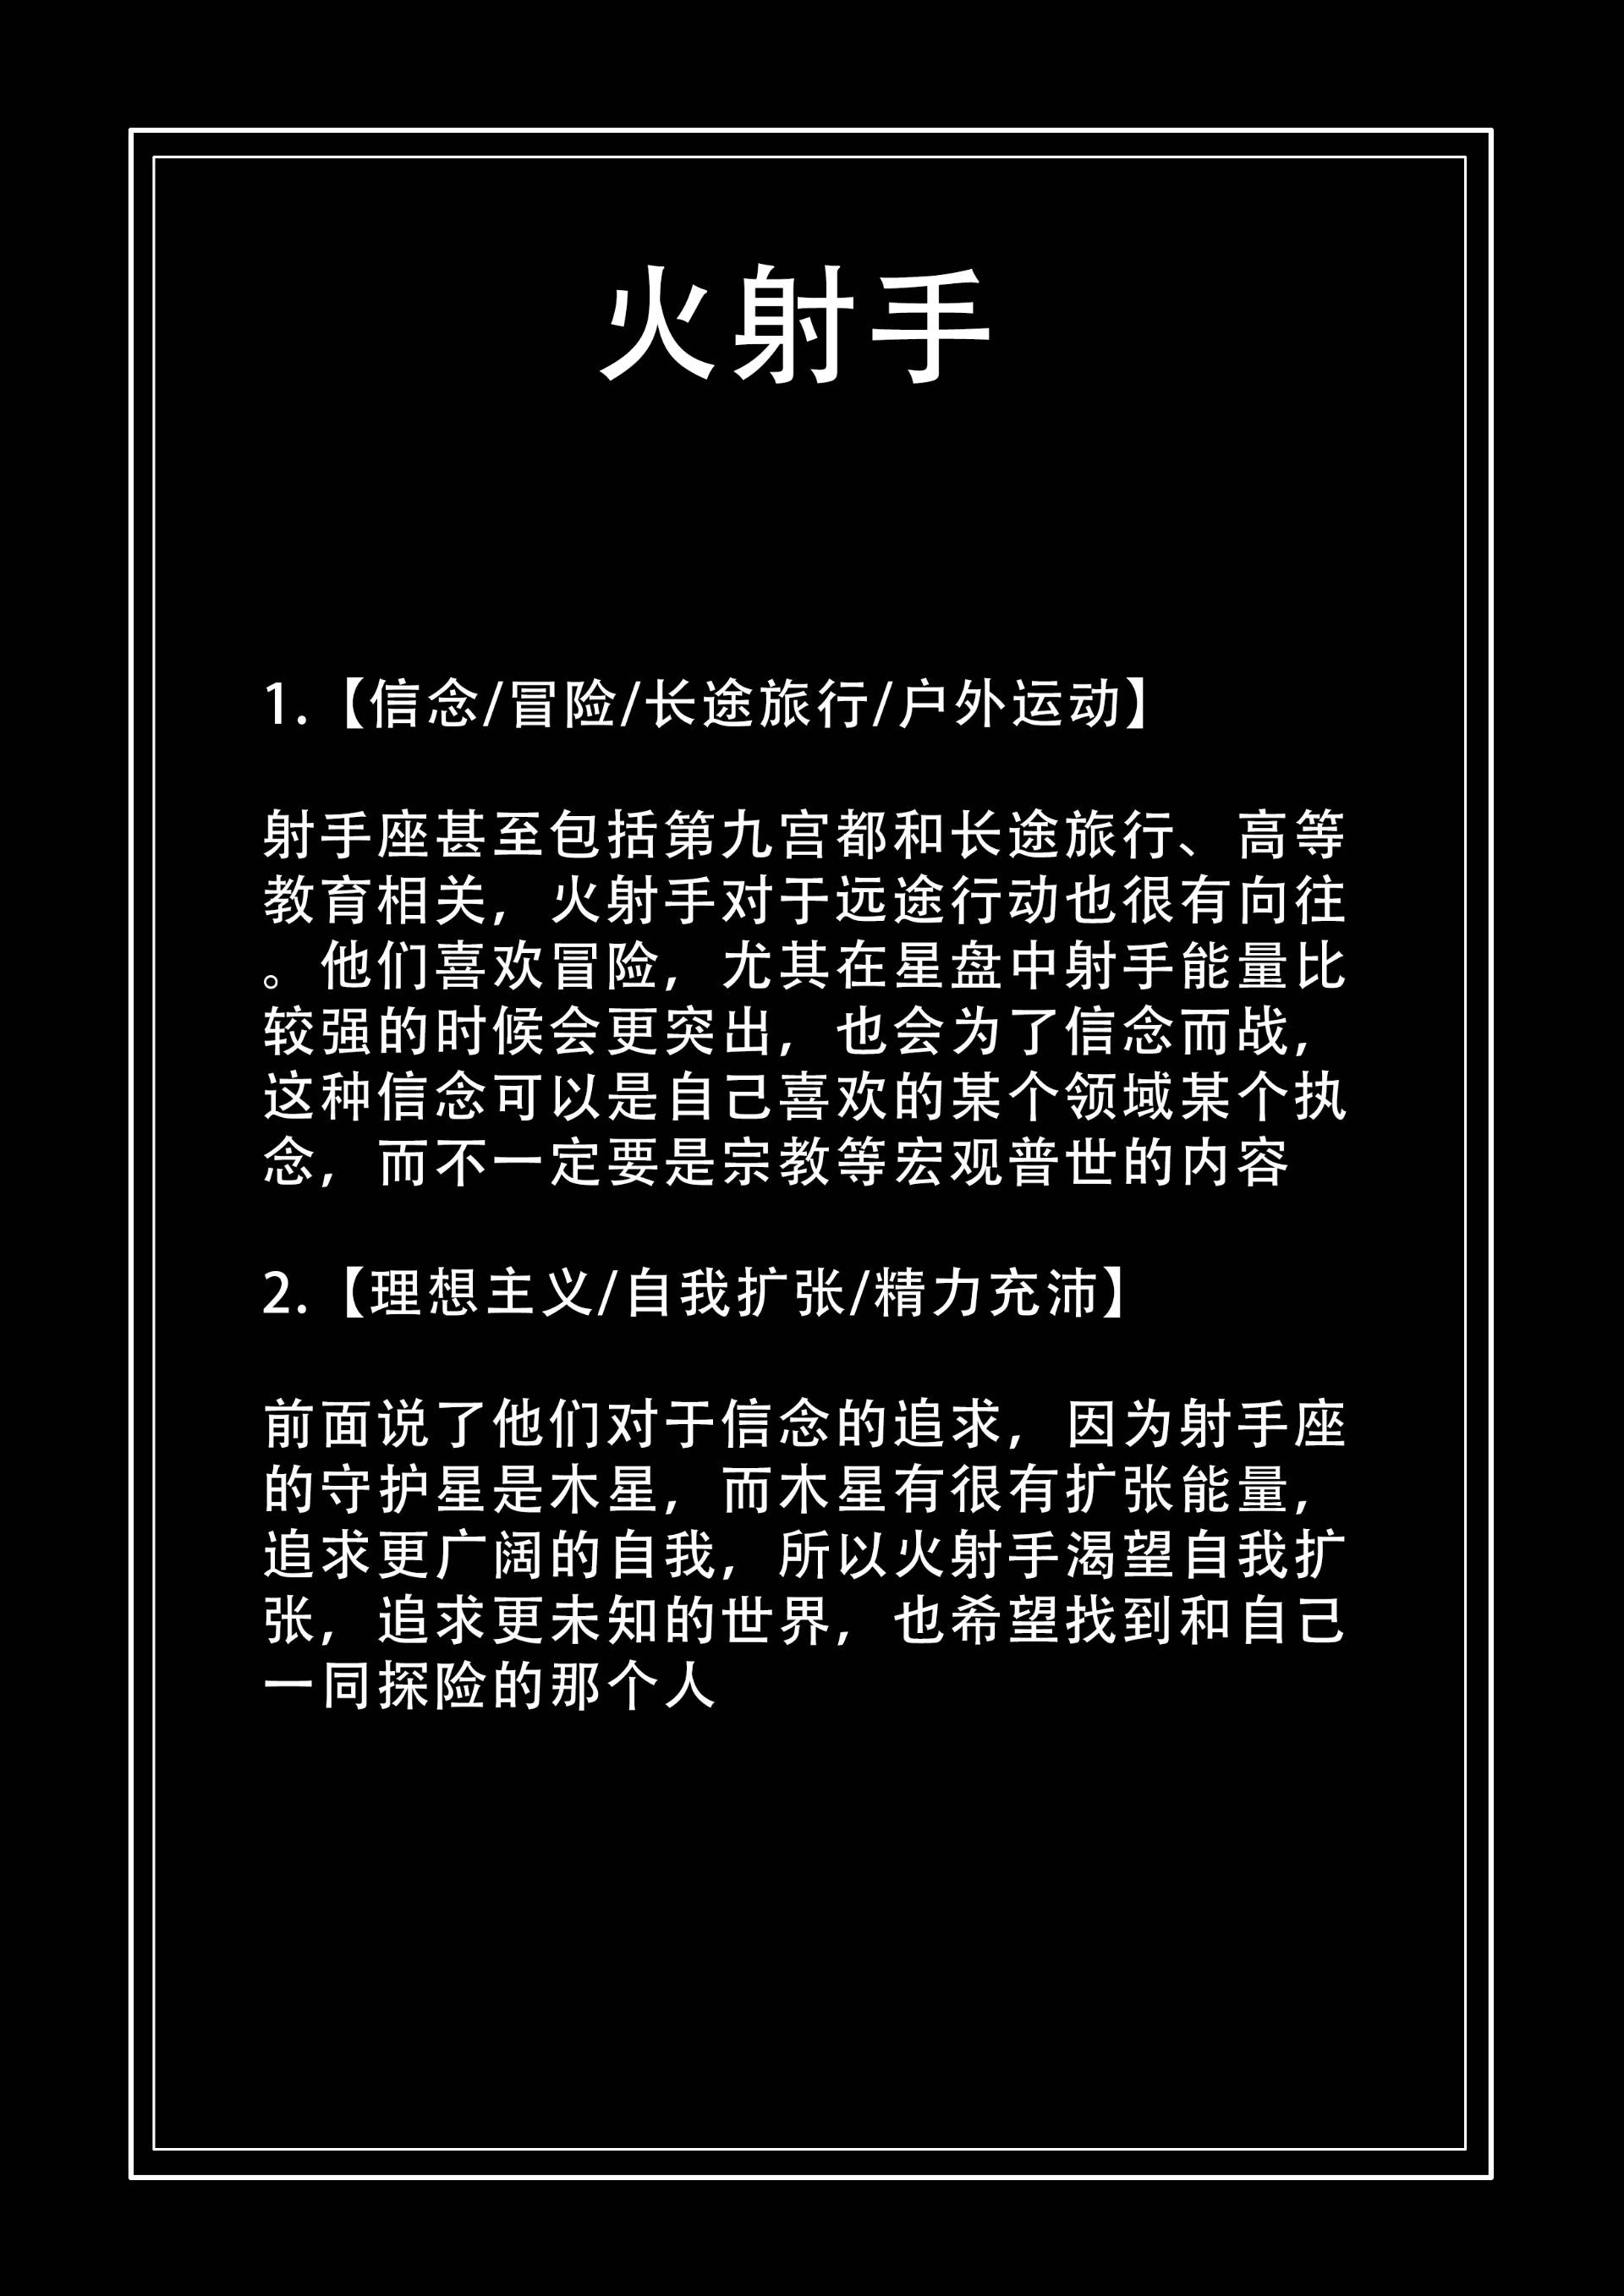 火射手
1.【信念/冒险/长途旅行/户外运动】
射手座甚至包括第九宫都和长途旅行、高等
教育相关，火射手对于远途行动也很有向往
。他们喜欢冒险，尤其在星盘中射手能量比
较强的时候会更突出，也会为了信念而战，
这种信念可以是自己喜欢的某个领域某个执
念，而不一定要是宗教等宏观普世的内容
2.【理想主义/自我扩张/精力充沛】
前面说了他们对于信念的追求，因为射手座
的守护星是木星，而木星有很有扩张能量，
追求更广阔的自我，所以火射手渴望自我扩
张，追求更未知的世界，也希望找到和自己
一同探险的那个人